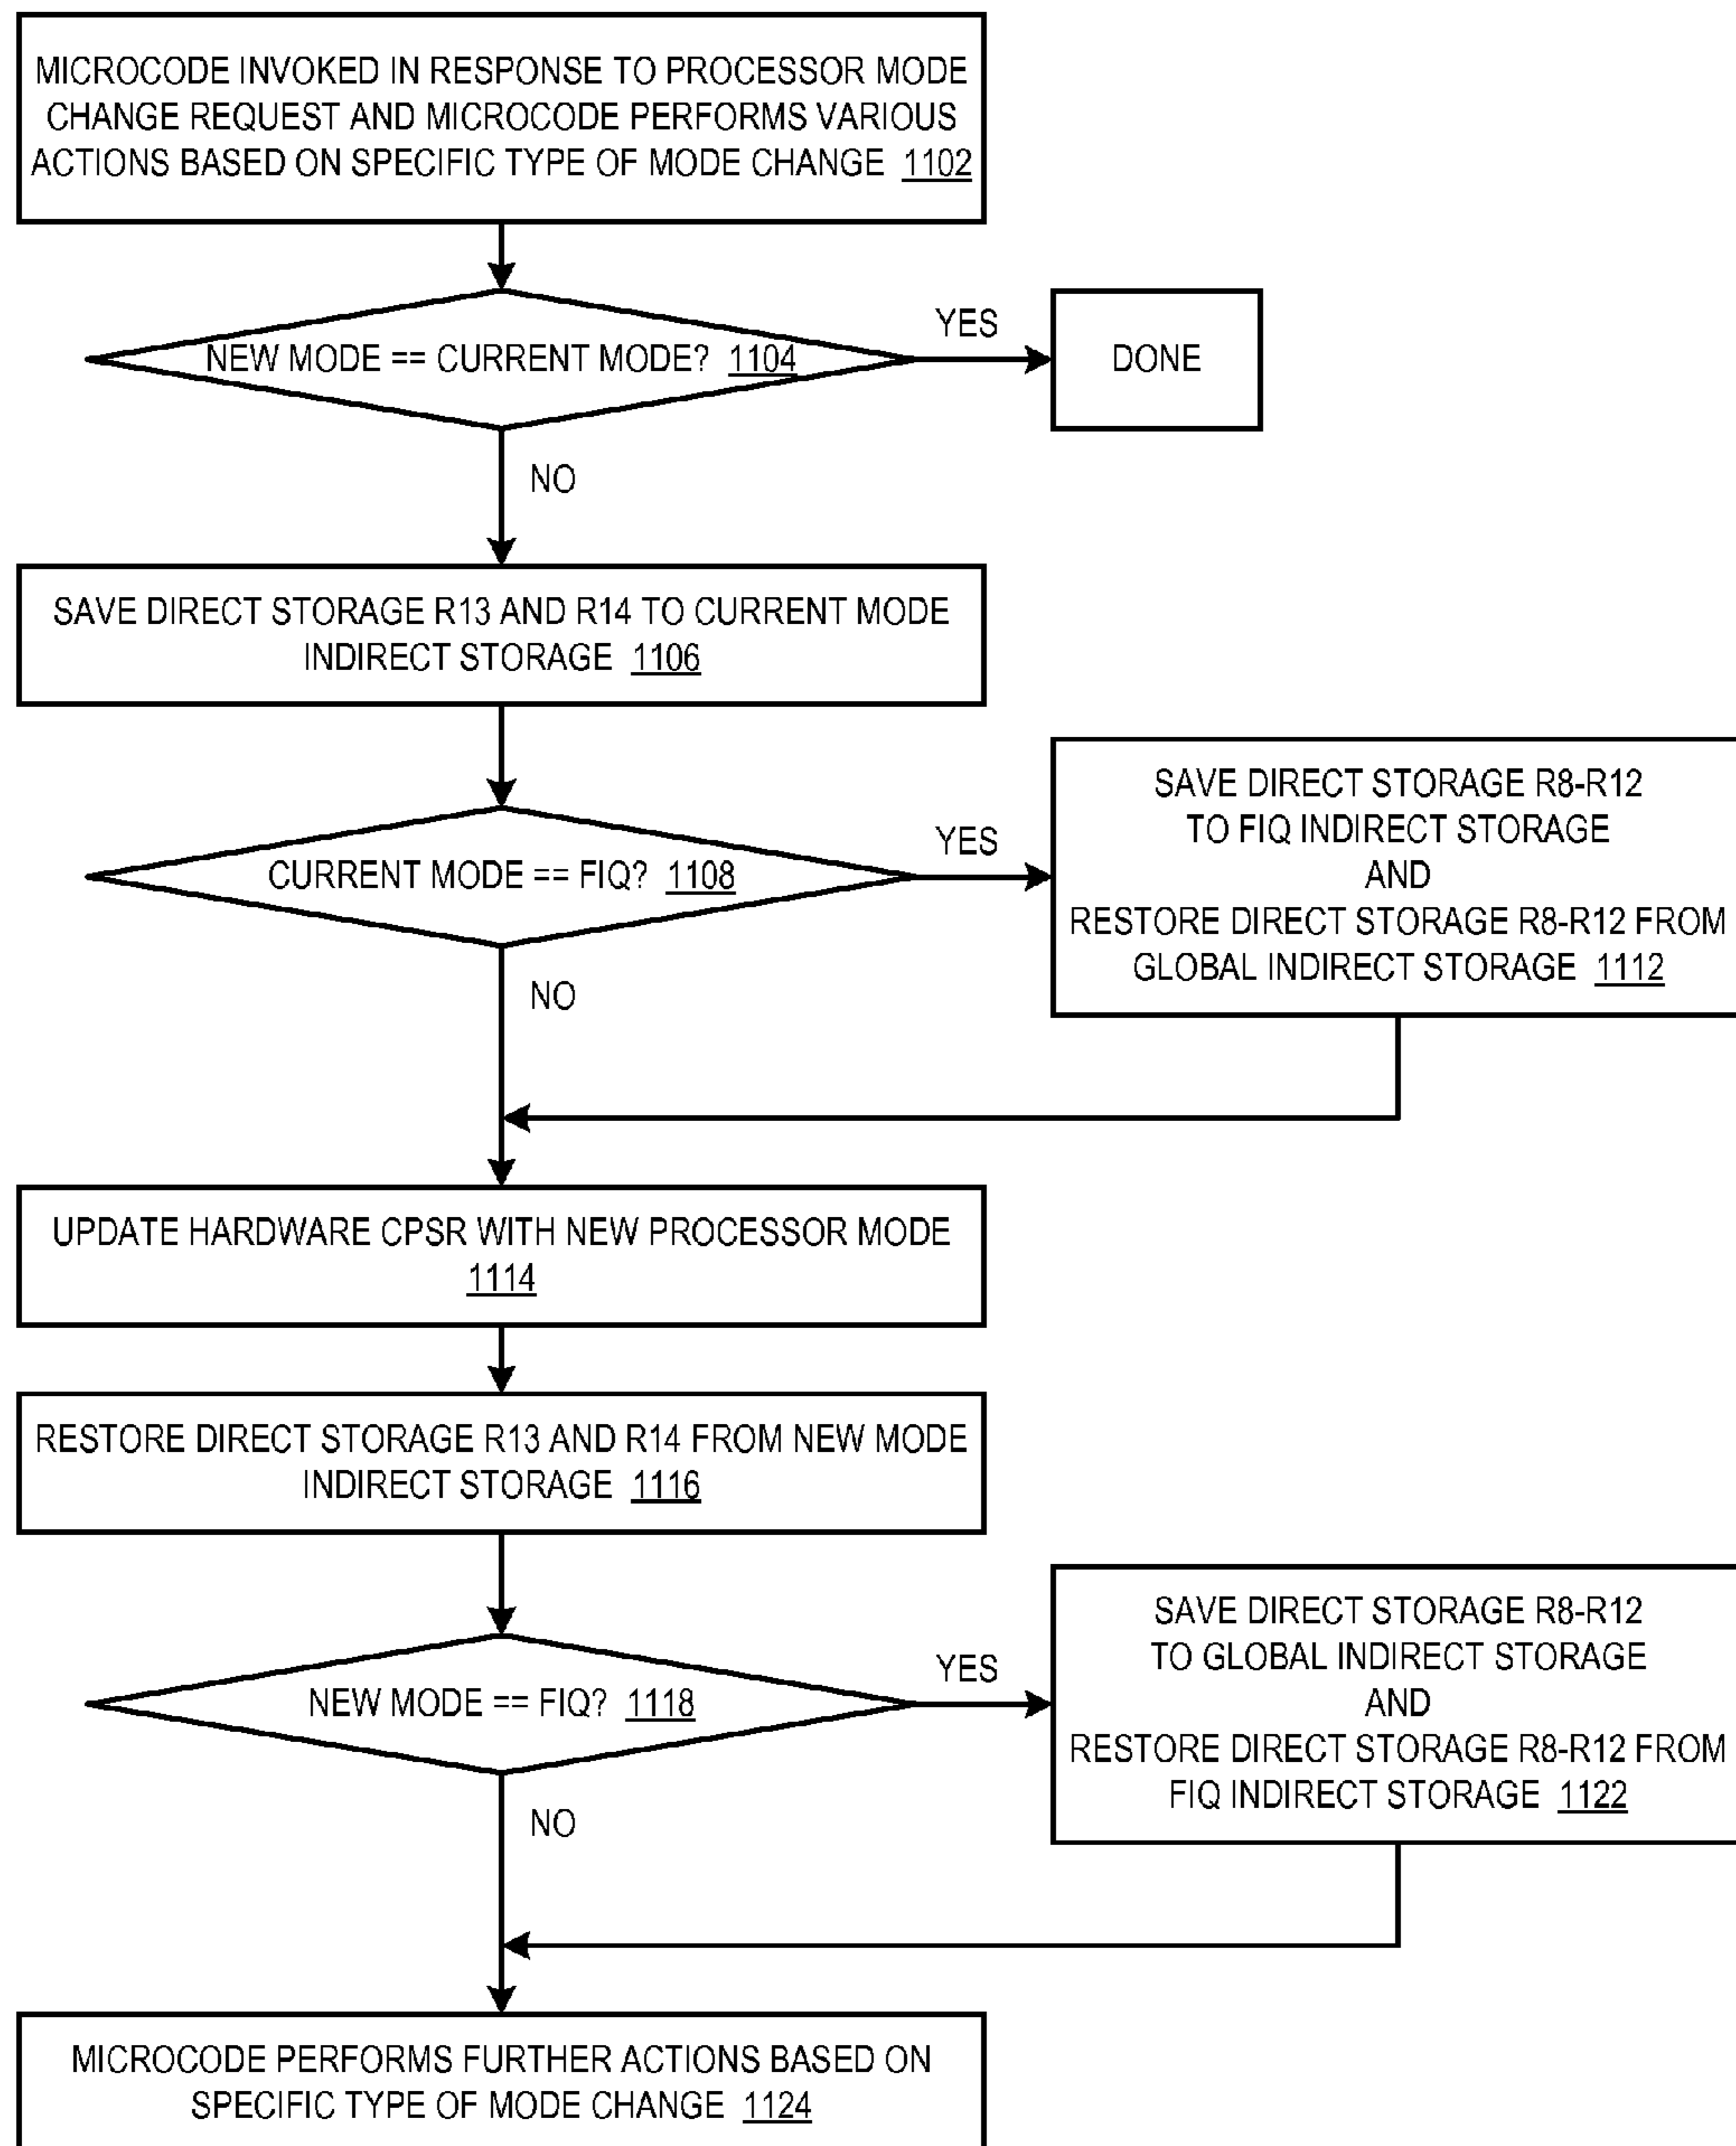 MICROCODE INVOKED IN RESPONSE TO PROCESSOR MODE
CHANGE REQUEST AND MICROCODE PERFORMS VARIOUS
ACTIONS BASED ON SPECIFIC TYPE OF MODE CHANGE 1102
NEW MODE == CURRENT MODE? 1104
YES
DONE
NO
SAVE DIRECT STORAGE R13 AND R14 TO CURRENT MODE
INDIRECT STORAGE 1106
CURRENT MODE == FIQ? 1108
YES
SAVE DIRECT STORAGE R8-R12
TO FIQ INDIRECT STORAGE
AND
RESTORE DIRECT STORAGE R8-R12 FROM
GLOBAL INDIRECT STORAGE 1112
NO
UPDATE HARDWARE CPSR WITH NEW PROCESSOR MODE
1114
RESTORE DIRECT STORAGE R13 AND R14 FROM NEW MODE
INDIRECT STORAGE 1116
NEW MODE == FIQ? 1118
YES
SAVE DIRECT STORAGE R8-R12
TO GLOBAL INDIRECT STORAGE
AND
RESTORE DIRECT STORAGE R8-R12 FROM
FIQ INDIRECT STORAGE 1122
NO
MICROCODE PERFORMS FURTHER ACTIONS BASED ON
SPECIFIC TYPE OF MODE CHANGE 1124